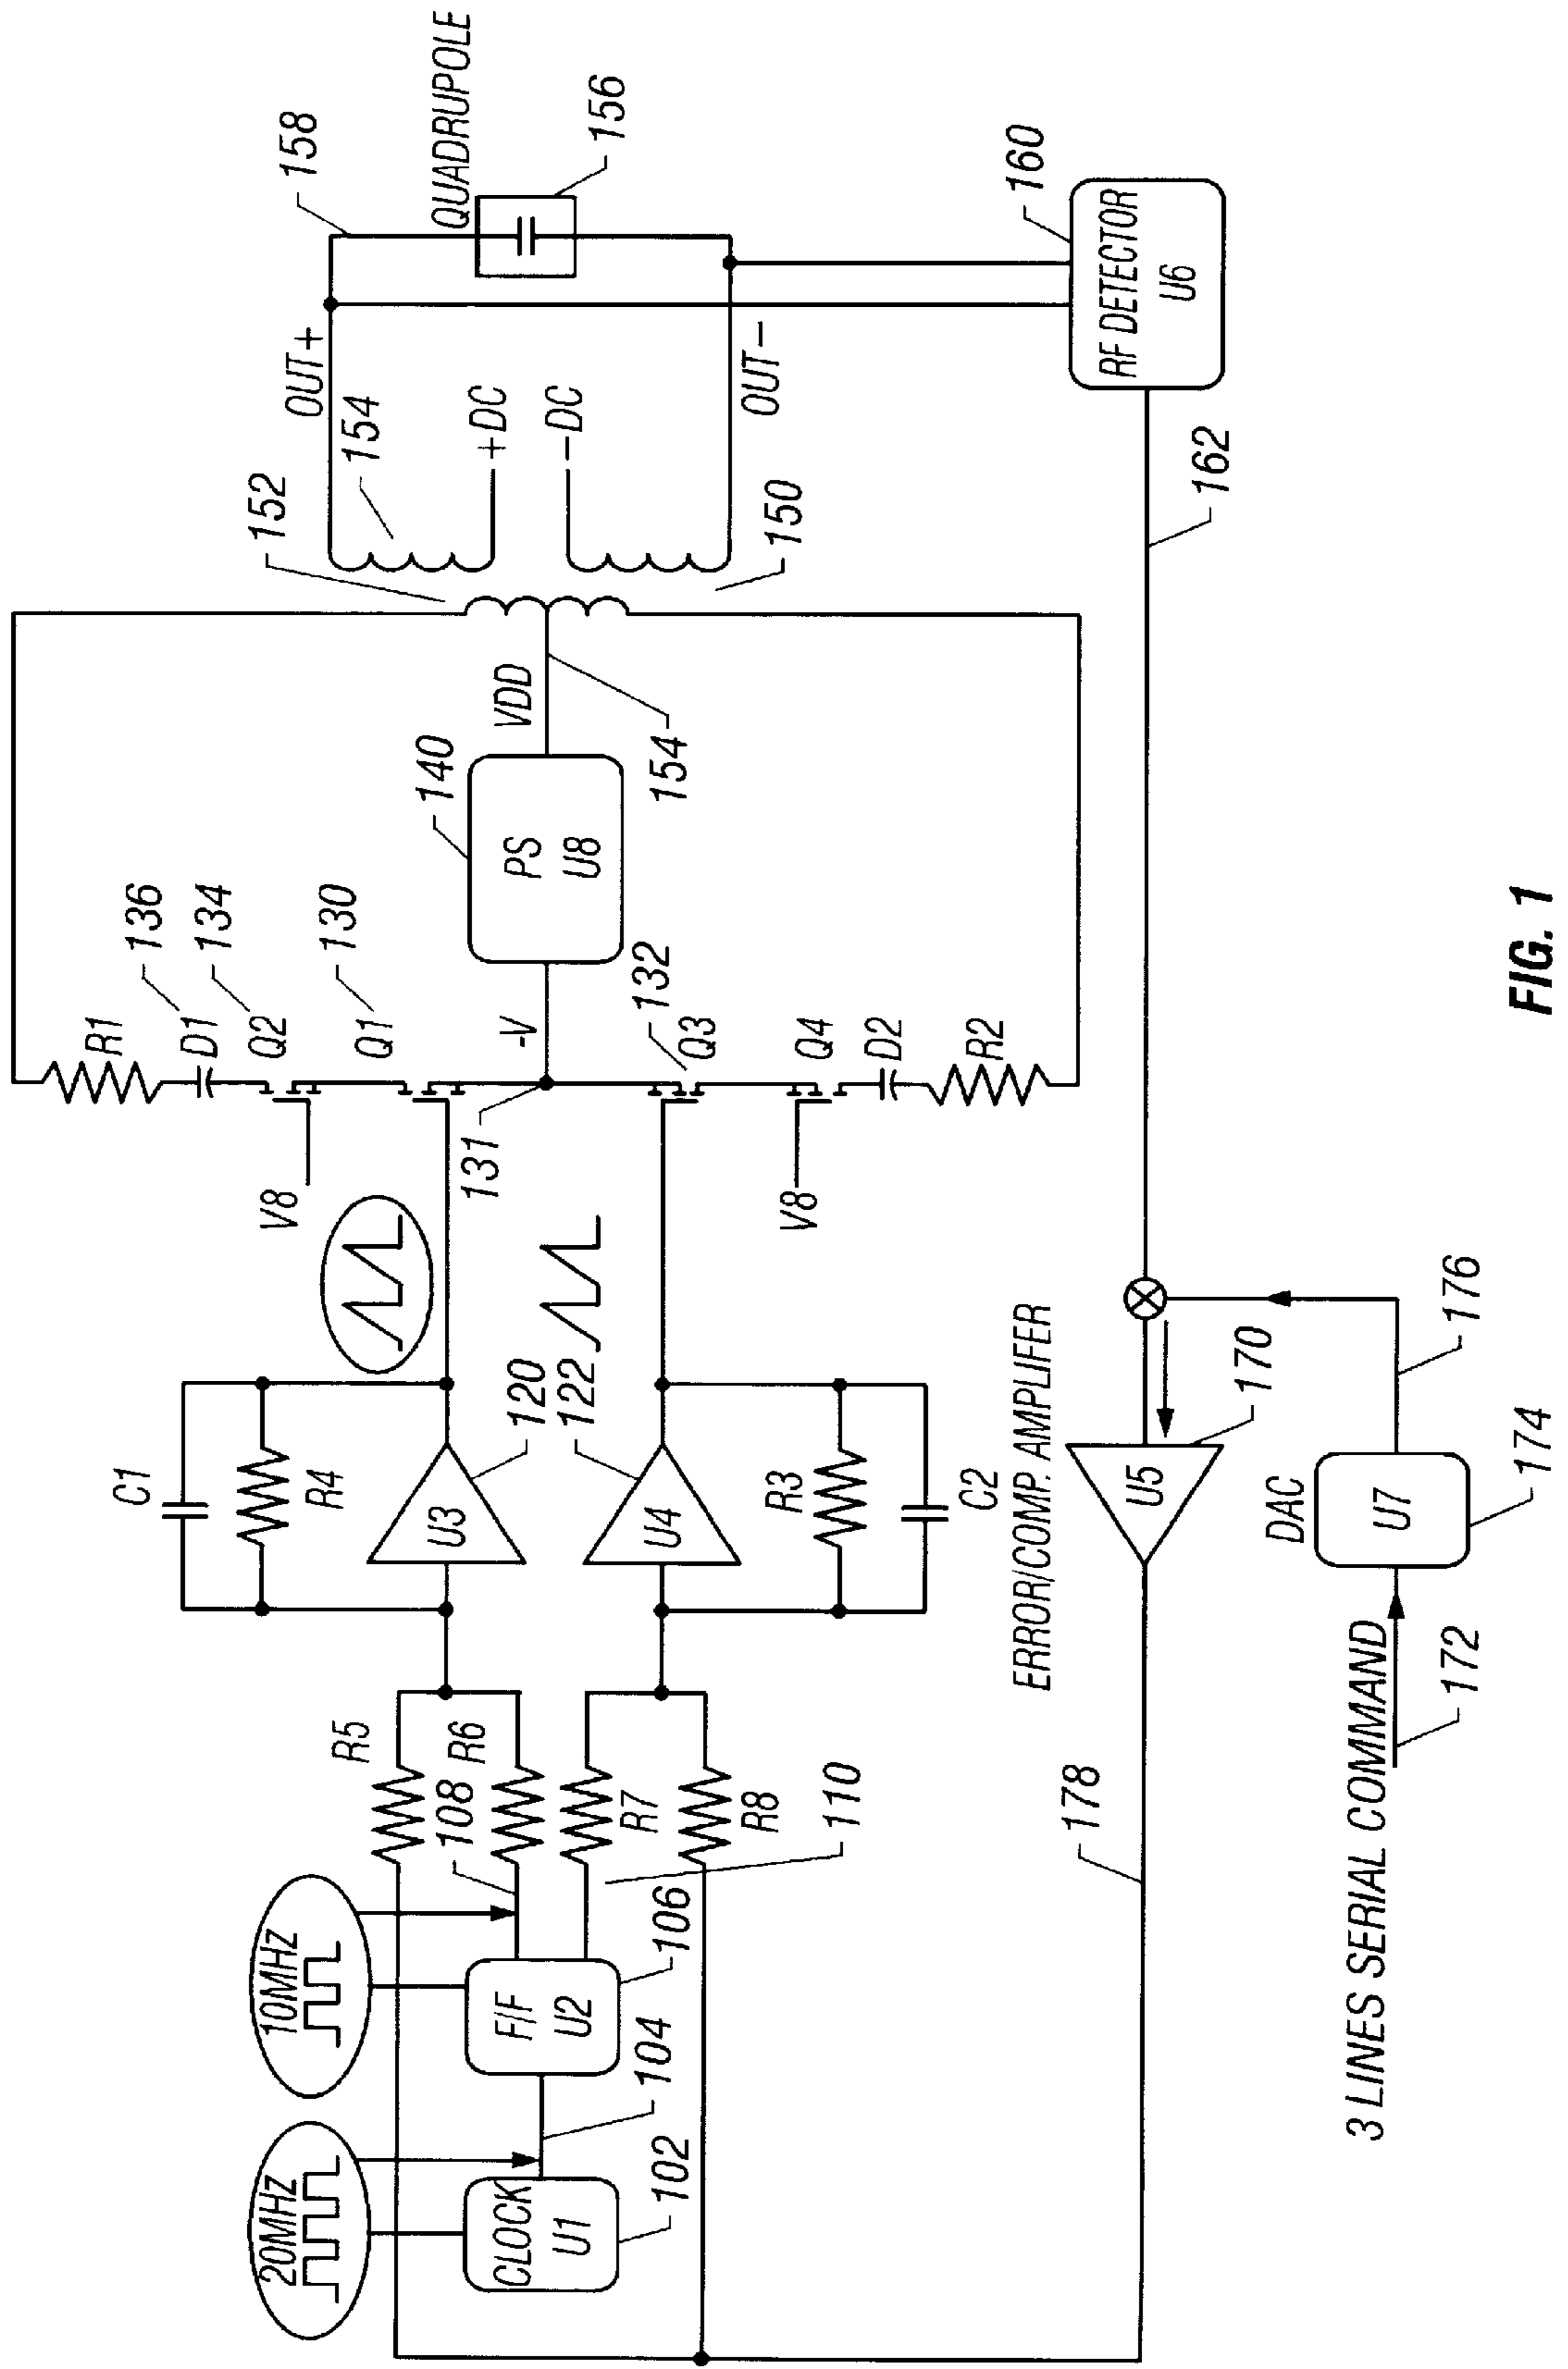 20MHZ
10MHZ
CLOCK
U1
102
104
F/F
U2
106
108
110
R5
R6
R7
R8
C1
R4
U3
120
122
U4
R3
C2
V8
131
V8
R1
D1
136
Q2
134
Q1
130
-V
132
Q3
Q4
D2
R2
140
PS
U8
VDD
154
152
150
OUT+
154
+DC
-DC
OUT-
158
QUADRUPOLE
156
160
RF DETECTOR
U6
162
ERROR/COMP. AMPLIFER
U5
170
176
DAC
U7
174
178
3 LINES SERIAL COMMAND
172
FIG. 1